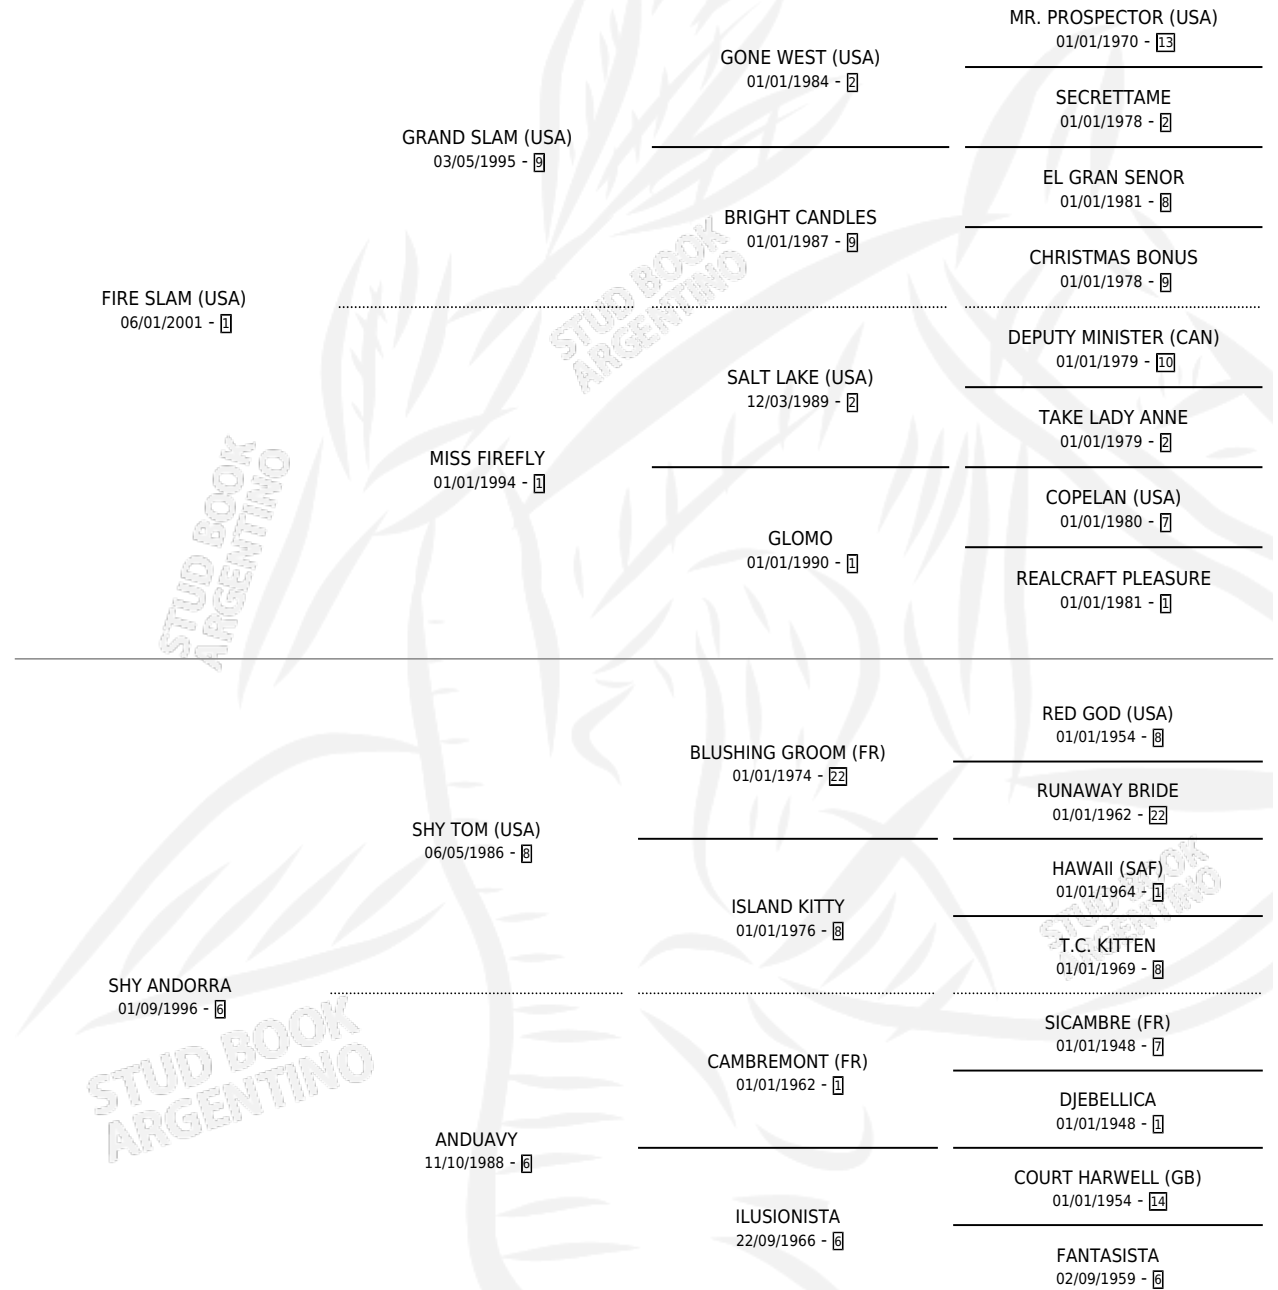 MR. PROSPECTOR (USA)
01/01/1970 - 13
GONE WEST (USA)
01/01/1984 - 2
SECRETTAME
01/01/1978 - 2
GRAND SLAM (USA)
03/05/1995 - 9
EL GRAN SENOR
01/01/1981 - 8
BRIGHT CANDLES
01/01/1987 - 9
CHRISTMAS BONUS
01/01/1978 - 9
FIRE SLAM (USA)
06/01/2001 - 1
DEPUTY MINISTER (CAN)
01/01/1979 - 10
SALT LAKE (USA)
12/03/1989 - 2
TAKE LADY ANNE
01/01/1979 - 2
MISS FIREFLY
01/01/1994 - 1
COPELAN (USA)
01/01/1980 - 7
GLOMO
01/01/1990 - 1
REALCRAFT PLEASURE
01/01/1981 - 1
RED GOD (USA)
01/01/1954 - 8
BLUSHING GROOM (FR)
01/01/1974 - 22
RUNAWAY BRIDE
01/01/1962 - 22
SHY TOM (USA)
06/05/1986 - 8
HAWAII (SAF)
01/01/1964 - 1
ISLAND KITTY
01/01/1976 - 8
T.C. KITTEN
01/01/1969 - 8
SHY ANDORRA
01/09/1996 - 6
SICAMBRE (FR)
01/01/1948 - 7
CAMBREMONT (FR)
01/01/1962 - 1
DJEBELLICA
01/01/1948 - 1
ANDUAVY
11/10/1988 - 6
COURT HARWELL (GB)
01/01/1954 - 14
ILUSIONISTA
22/09/1966 - 6
FANTASISTA
02/09/1959 - 6
STUD BOOK
ARGENTINO
STUD BOOK
ARGENTINO
STUD BOOK
ARGENTINO
STUD BOOK
ARGENTINO